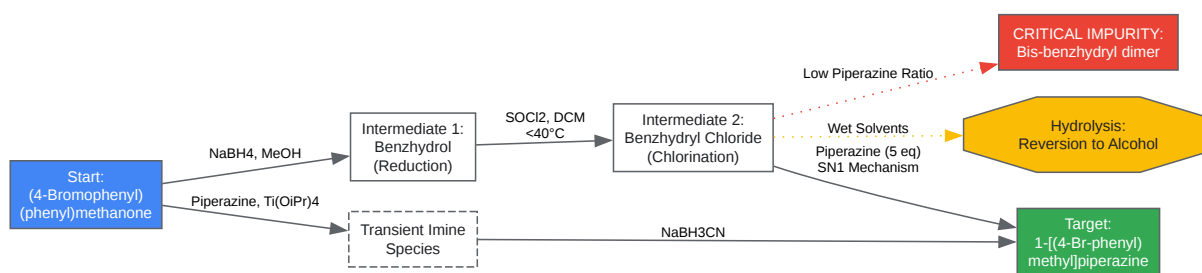 CRITICAL IMPURITY:
Bis-benzhydryl dimer
Low Piperazine Ratio
SOCl2, DCM
<40°C
Intermediate 1:
Benzhydrol
(Reduction)
Intermediate 2:
Benzhydryl Chloride
(Chlorination)
Wet Solvents
Hydrolysis:
Reversion to Alcohol
NaBH4, MeOH
Piperazine (5 eq)
SN1 Mechanism
Start:
(4-Bromophenyl)
(phenyl)methanone
Piperazine, Ti(OiPr)4
Transient Imine
Species
NaBH3CN
Target:
1-[(4-Br-phenyl)
methyl]piperazine